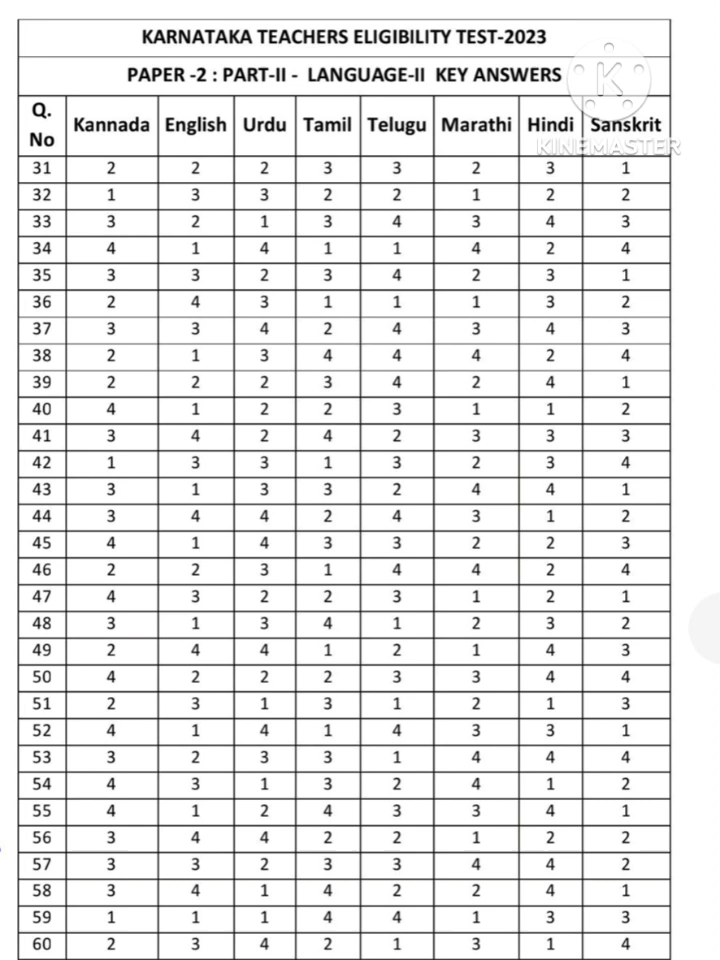 KARNATAKA TEACHERS ELIGIBILITY TEST-2023
PAPER -2 : PART-II - LANGUAGE-II KEY ANSWERS
K
KINEMASTER
Q. No Kannada English Urdu Tamil Telugu Marathi Hindi Sanskrit
31 2 2 2 3 3 2 3 1
32 1 3 3 2 2 1 2 2
33 3 2 1 3 4 3 4 3
34 4 1 4 1 1 4 2 4
35 3 3 2 3 4 2 3 1
36 2 4 3 1 1 1 3 2
37 3 3 4 2 4 3 4 3
38 2 1 3 4 4 4 2 4
39 2 2 2 3 4 2 4 1
40 4 1 2 2 3 1 1 2
41 3 4 2 4 2 3 3 3
42 1 3 3 1 3 2 3 4
43 3 1 3 3 2 4 4 1
44 3 4 4 2 4 3 1 2
45 4 1 4 3 3 2 2 3
46 2 2 3 1 4 4 2 4
47 4 3 2 2 3 1 2 1
48 3 1 3 4 1 2 3 2
49 2 4 4 1 2 1 4 3
50 4 2 2 2 3 3 4 4
51 2 3 1 3 1 2 1 3
52 4 1 4 1 4 3 3 1
53 3 2 3 3 1 4 4 4
54 4 3 1 3 2 4 1 2
55 4 1 2 4 3 3 4 1
56 3 4 4 2 2 1 2 2
57 3 3 2 3 3 4 4 2
58 3 4 1 4 2 2 4 1
59 1 1 1 4 4 1 3 3
60 2 3 4 2 1 3 1 4